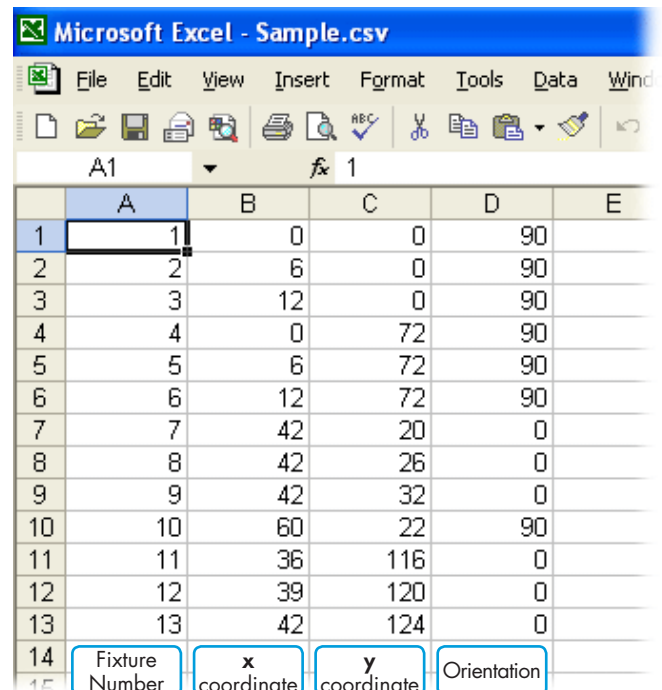 Microsoft Excel - Sample.csv
File Edit View Insert Format Tools Data
ABC
A1 fx 1
A B C D E
1 1 0 0 90
2 2 6 0 90
3 3 12 0 90
4 4 0 72 90
5 5 6 72 90
6 6 12 72 90
7 7 42 20 0
8 8 42 26 0
9 9 42 32 0
10 10 60 22 90
11 11 36 116 0
12 12 39 120 0
13 13 42 124 0
14 Fixture x y Orientation
15 Number coordinate coordinate